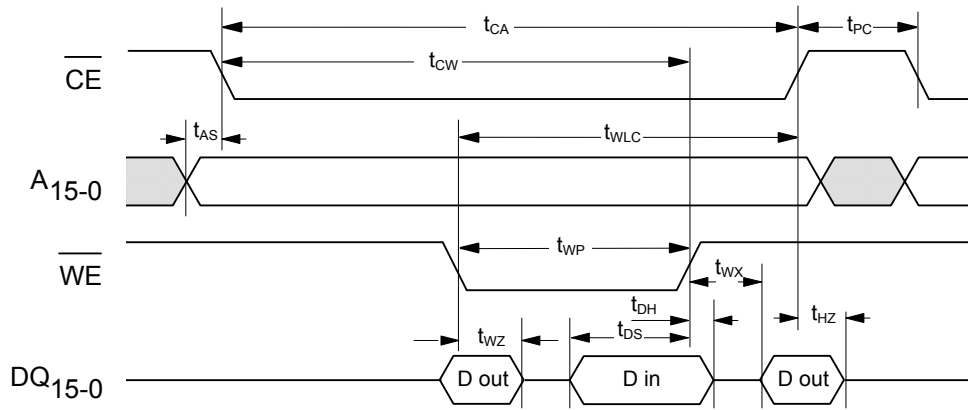 tCA
tPC
CE
tCW
tAS
tWLC
A15-0
WE
tWP
tWX
tDH
tHZ
tWZ
tDS
DQ15-0
D out
D in
D out